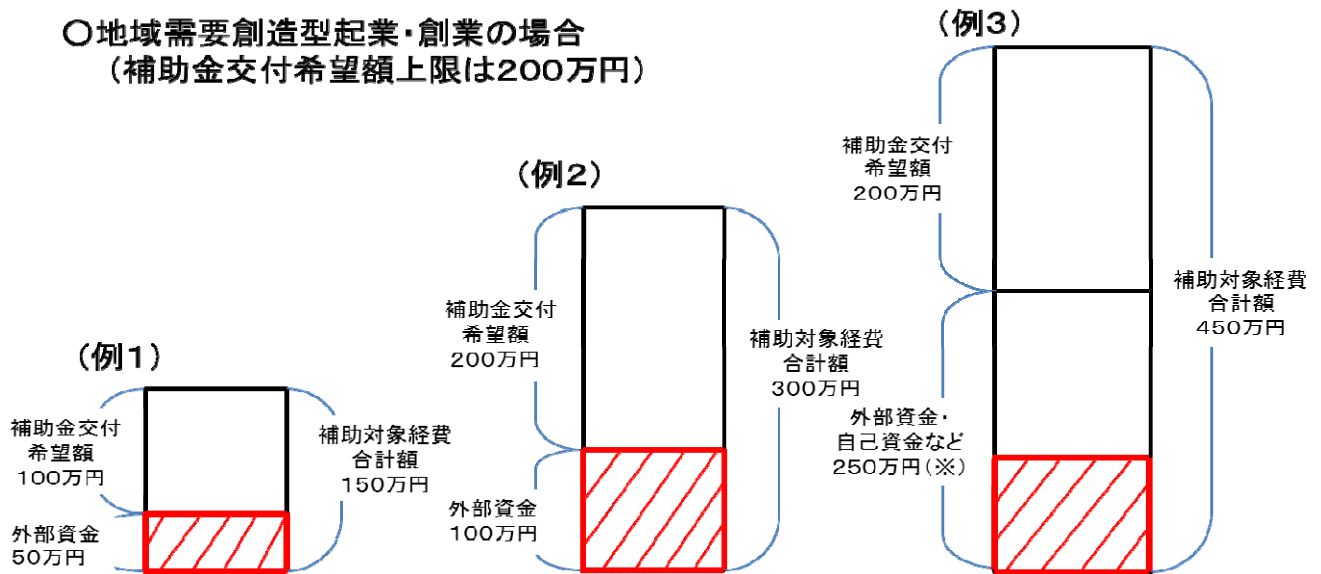 〇地域需要創造型起業・創業の場合
（補助金交付希望額上限は200万円）
（例1）
補助金交付
希望額
100万円
外部資金
50万円
補助対象経費
合計額
150万円
（例2）
補助金交付
希望額
200万円
外部資金
100万円
補助対象経費
合計額
300万円
（例3）
補助金交付
希望額
200万円
外部資金・
自己資金など
250万円（※）
補助対象経費
合計額
450万円